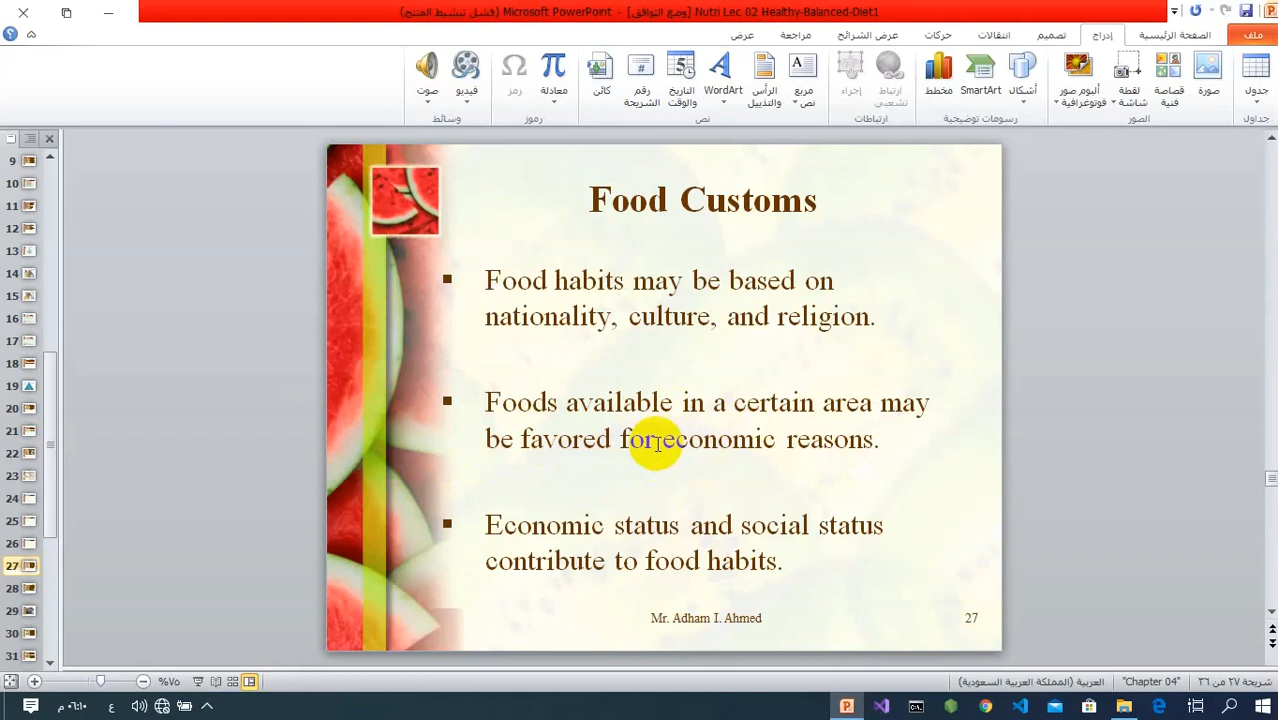 Nutri Lec 02 Healthy-Balanced-Diet1 [وضع التوافق] - Microsoft PowerPoint (فشل تنشيط المنتج)
ملف
الصفحة الرئيسية
إدراج
تصميم
انتقالات
حركات
عرض الشرائح
مراجعة
عرض
جدول
صورة
قصاصة فنية
لقطة شاشة
ألبوم صور فوتوغرافية
أشكال
SmartArt
مخطط
ارتباط تشعبي
إجراء
مربع نص
الرأس والتذييل
WordArt
التاريخ والوقت
رقم الشريحة
كائن
معادلة
رمز
فيديو
صوت
جداول
الصور
رسومات توضيحية
ارتباطات
نص
رموز
وسائط
9
10
11
12
13
14
15
16
17
18
19
20
21
22
23
24
25
26
27
28
29
30
31
Food Customs
Food habits may be based on
nationality, culture, and religion.
Foods available in a certain area may
be favored for economic reasons.
Economic status and social status
contribute to food habits.
Mr. Adham I. Ahmed
27
شريحة ٢٧ من ٣٦
"Chapter 04"
العربية (المملكة العربية السعودية)
%٧٥
٠٦:١٠ م
ع